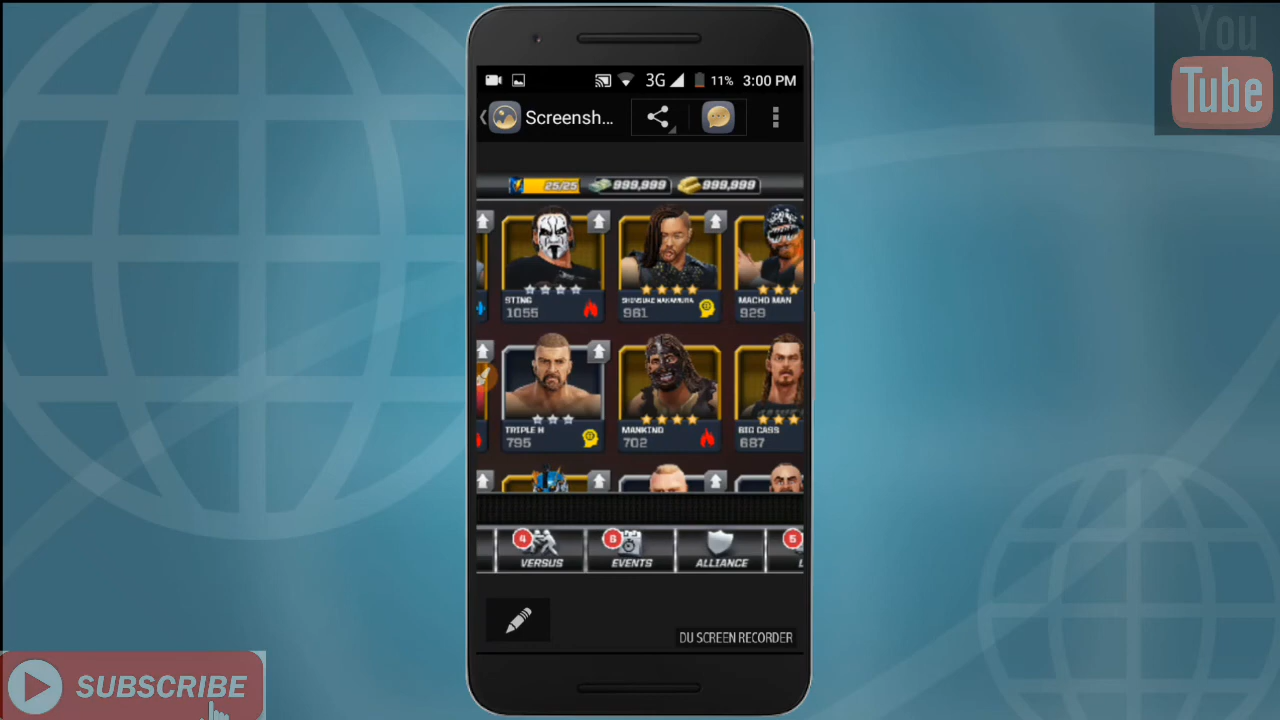 You
Tube
3G 11% 3:00 PM
Screensh...
25/25 999,999 999,999
STING
1055
SHINSUKE NAKAMURA
961
MACHO MAN
929
TRIPLE H
795
MANKIND
702
BIG CASS
687
4 6 5
VERSUS EVENTS ALLIANCE
DU SCREEN RECORDER
SUBSCRIBE